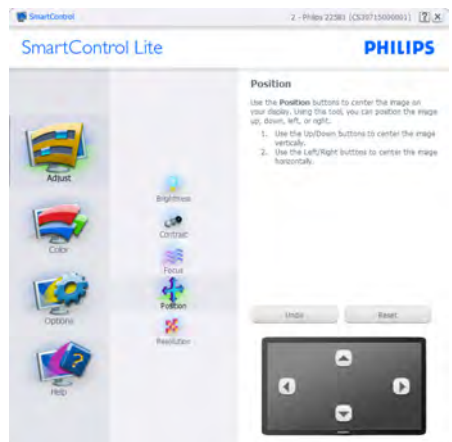 SmartControl
2 - Philips 225B1 (CS30715000001)
SmartControl Lite
PHILIPS
Position
Use the Position buttons to center the image on
your display. Using this tool, you can position the image
up, down, left, or right.
1. Use the Up/Down buttons to center the image
vertically.
2. Use the Left/Right buttons to center the image
horizontally.
Adjust
Color
Options
Help
Brightness
Contrast
Focus
Position
Resolution
Undo
Reset